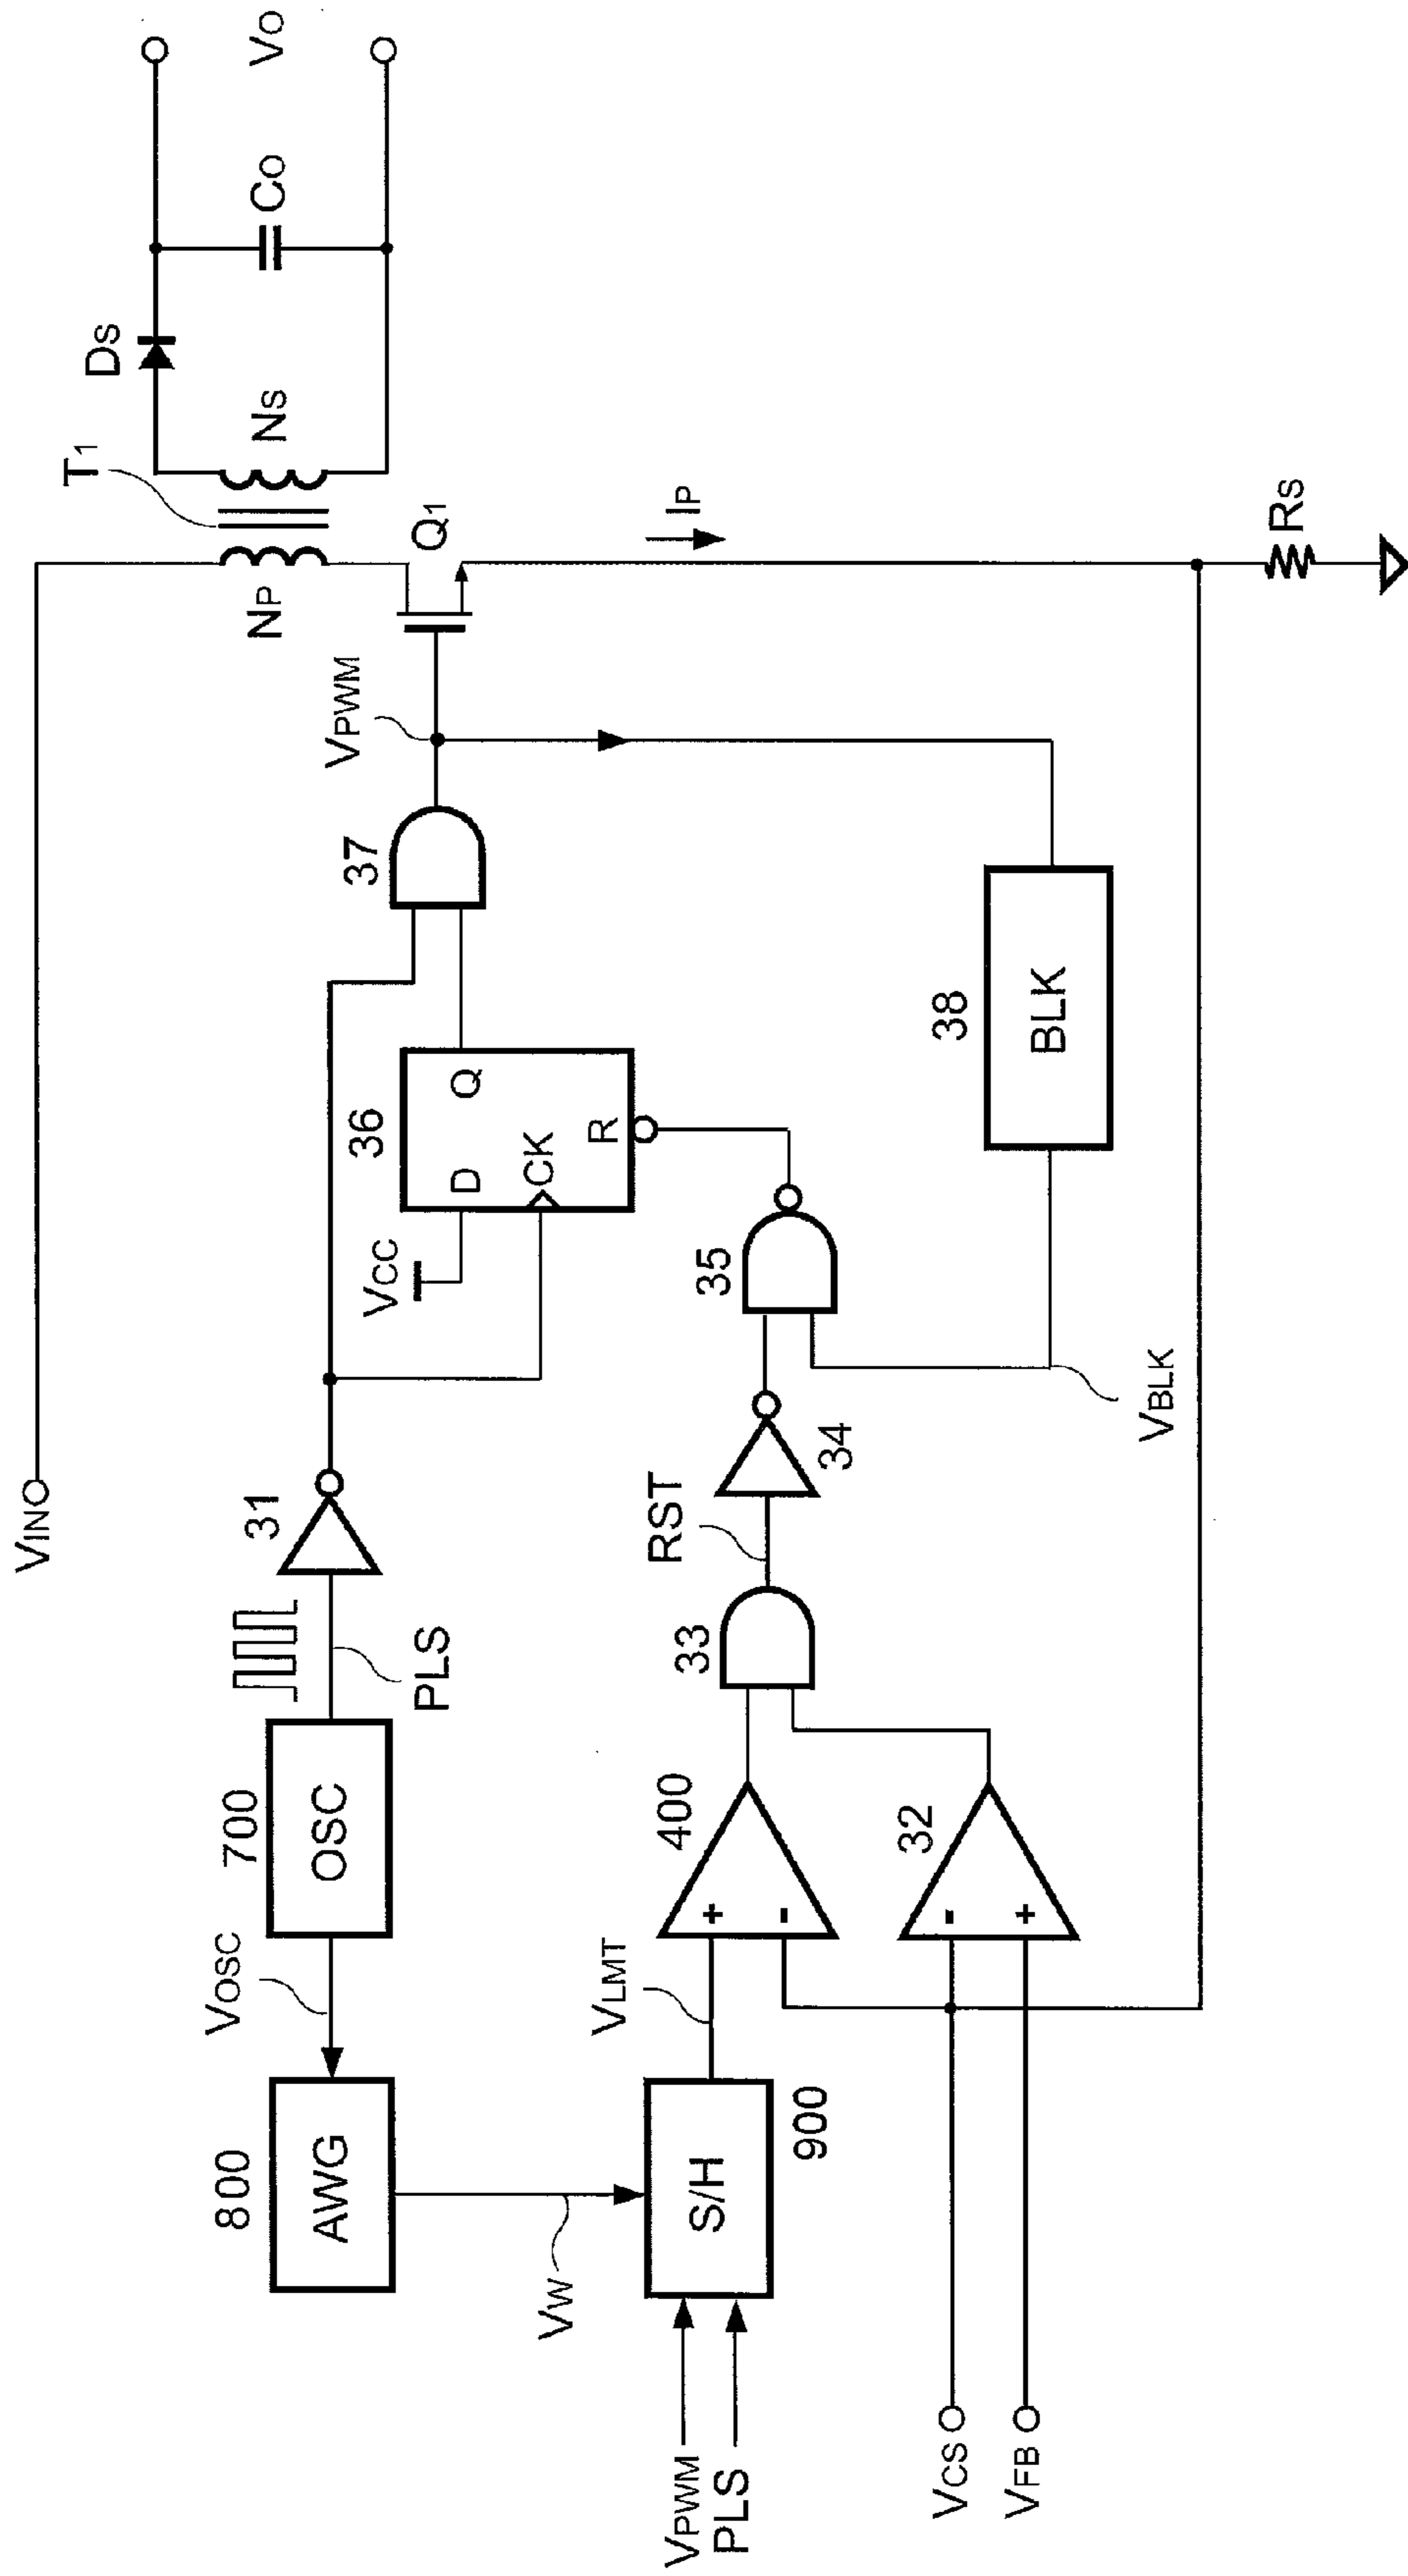 VIN
T1
NP
NS
DS
CO
VO
Q1
IP
RS
VPWM
37
36
D
Q
CK
R
VCC
31
PLS
700
OSC
VOSC
800
AWG
VW
S/H
900
VLMT
VPWM
PLS
400
+
-
32
-
+
33
RST
34
35
38
BLK
VBLK
VCS
VFB